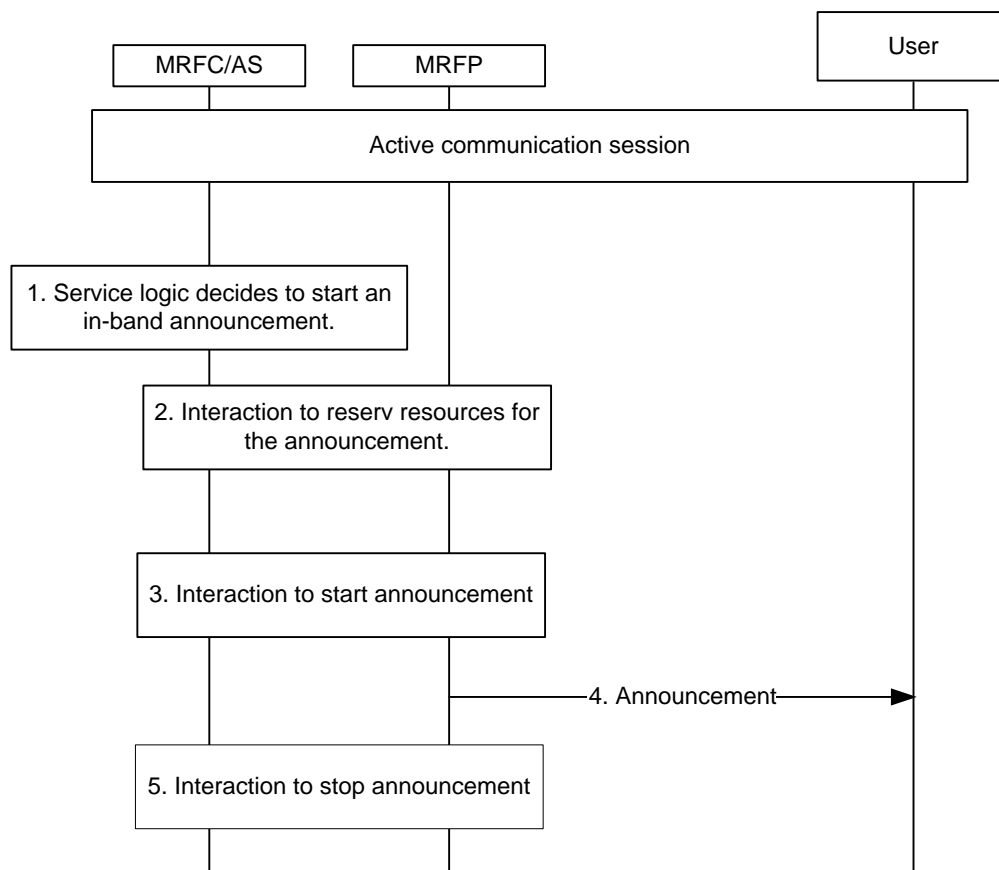 MRFC/AS
MRFP
User
Active communication session
1. Service logic decides to start an
in-band announcement.
2. Interaction to reserv resources for
the announcement.
3. Interaction to start announcement
4. Announcement
5. Interaction to stop announcement